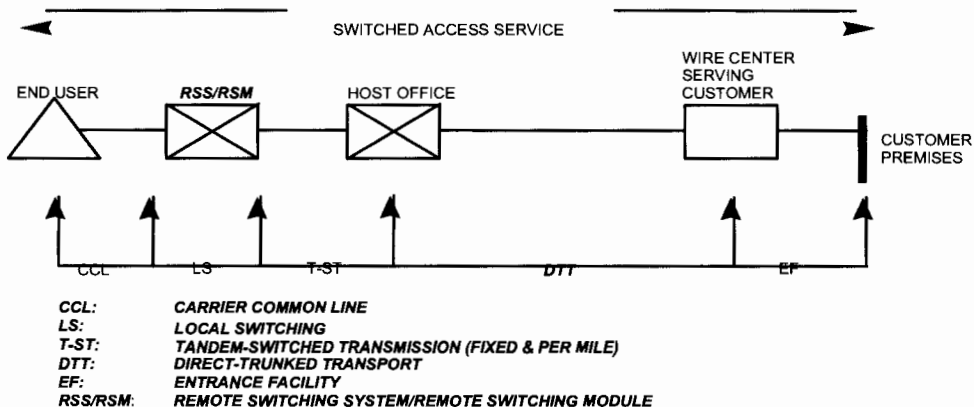 SWITCHED ACCESS SERVICE
WIRE CENTER
SERVING
CUSTOMER
END USER
RSS/RSM
HOST OFFICE
CUSTOMER
PREMISES
CCL
LS
T-ST
DTT
EF
CCL: CARRIER COMMON LINE
LS: LOCAL SWITCHING
T-ST: TANDEM-SWITCHED TRANSMISSION (FIXED & PER MILE)
DTT: DIRECT-TRUNKED TRANSPORT
EF: ENTRANCE FACILITY
RSS/RSM: REMOTE SWITCHING SYSTEM/REMOTE SWITCHING MODULE